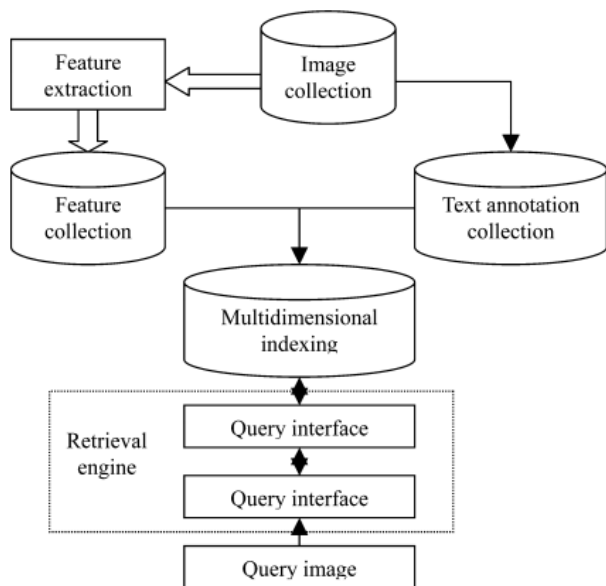 Feature
extraction
Image
collection
Feature
collection
Text annotation
collection
Multidimensional
indexing
Retrieval
engine
Query interface
Query interface
Query image